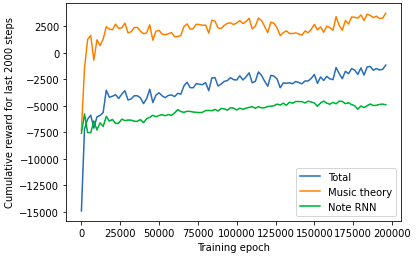 Cumulative reward for last 2000 steps
2500
0
−2500
−5000
−7500
−10000
−12500
−15000
Total
Music theory
Note RNN
0 25000 50000 75000 100000 125000 150000 175000 200000
Training epoch